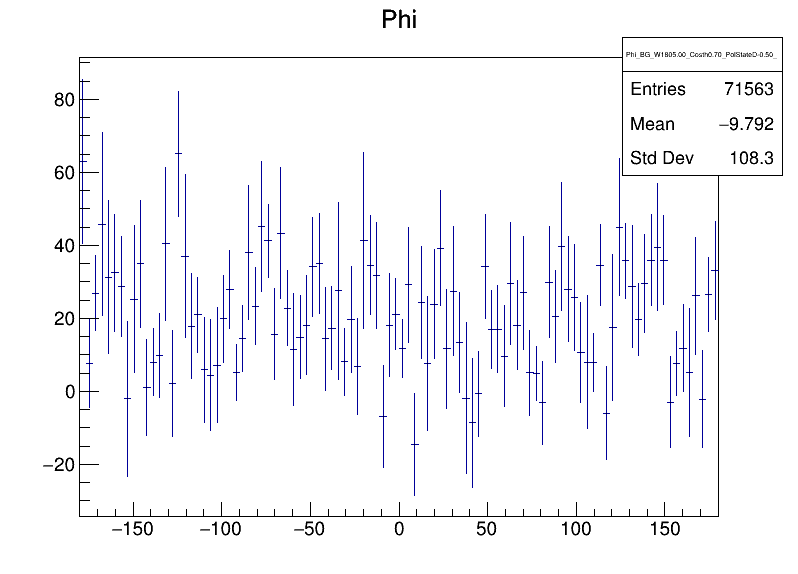 Phi
Phi_BG_W1805.00_Costh0.70_PolStateD-0.50_
Entries 71563
Mean −9.792
Std Dev 108.3
80
60
40
20
0
−20
−150 −100 −50 0 50 100 150